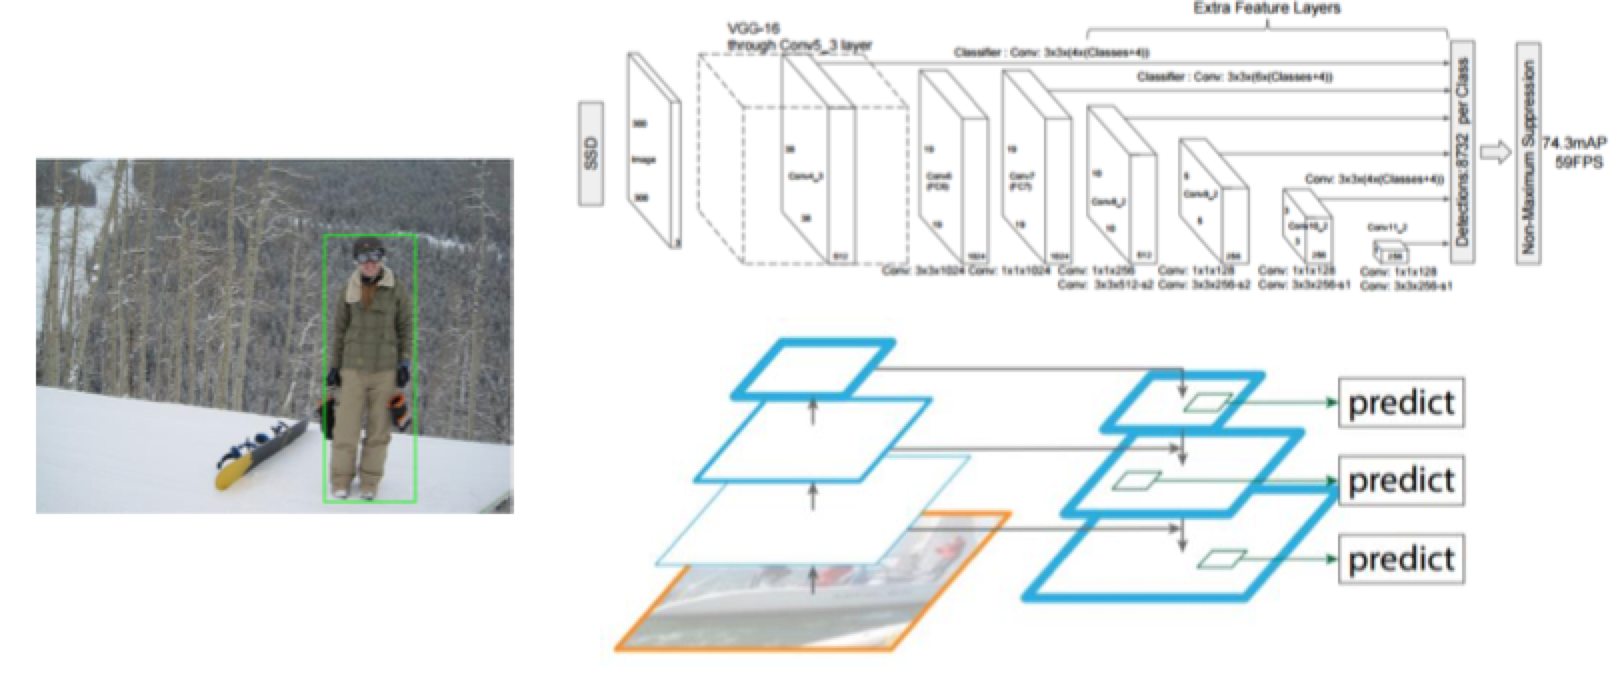 Extra Feature Layers
VGG-16
through Conv5_3 layer
Classifier : Conv: 3x3x(4x(Classes+4))
Classifier : Conv: 3x3x(6x(Classes+4))
SSD
300
Image
300
3
38
Conv4_3
38
512
19
Conv6
(FC6)
19
1024
19
Conv7
(FC7)
19
1024
10
Conv8_2
10
512
5
Conv9_2
5
256
Conv: 3x3x(4x(Classes+4))
3
Conv10_2
3
256
Conv11_2
256
Detections:8732 per Class
Non-Maximum Suppression
74.3mAP
59FPS
Conv: 3x3x1024
Conv: 1x1x1024
Conv: 1x1x256
Conv: 3x3x512-s2
Conv: 1x1x128
Conv: 3x3x256-s2
Conv: 1x1x128
Conv: 3x3x256-s1
Conv: 1x1x128
Conv: 3x3x256-s1
predict
predict
predict